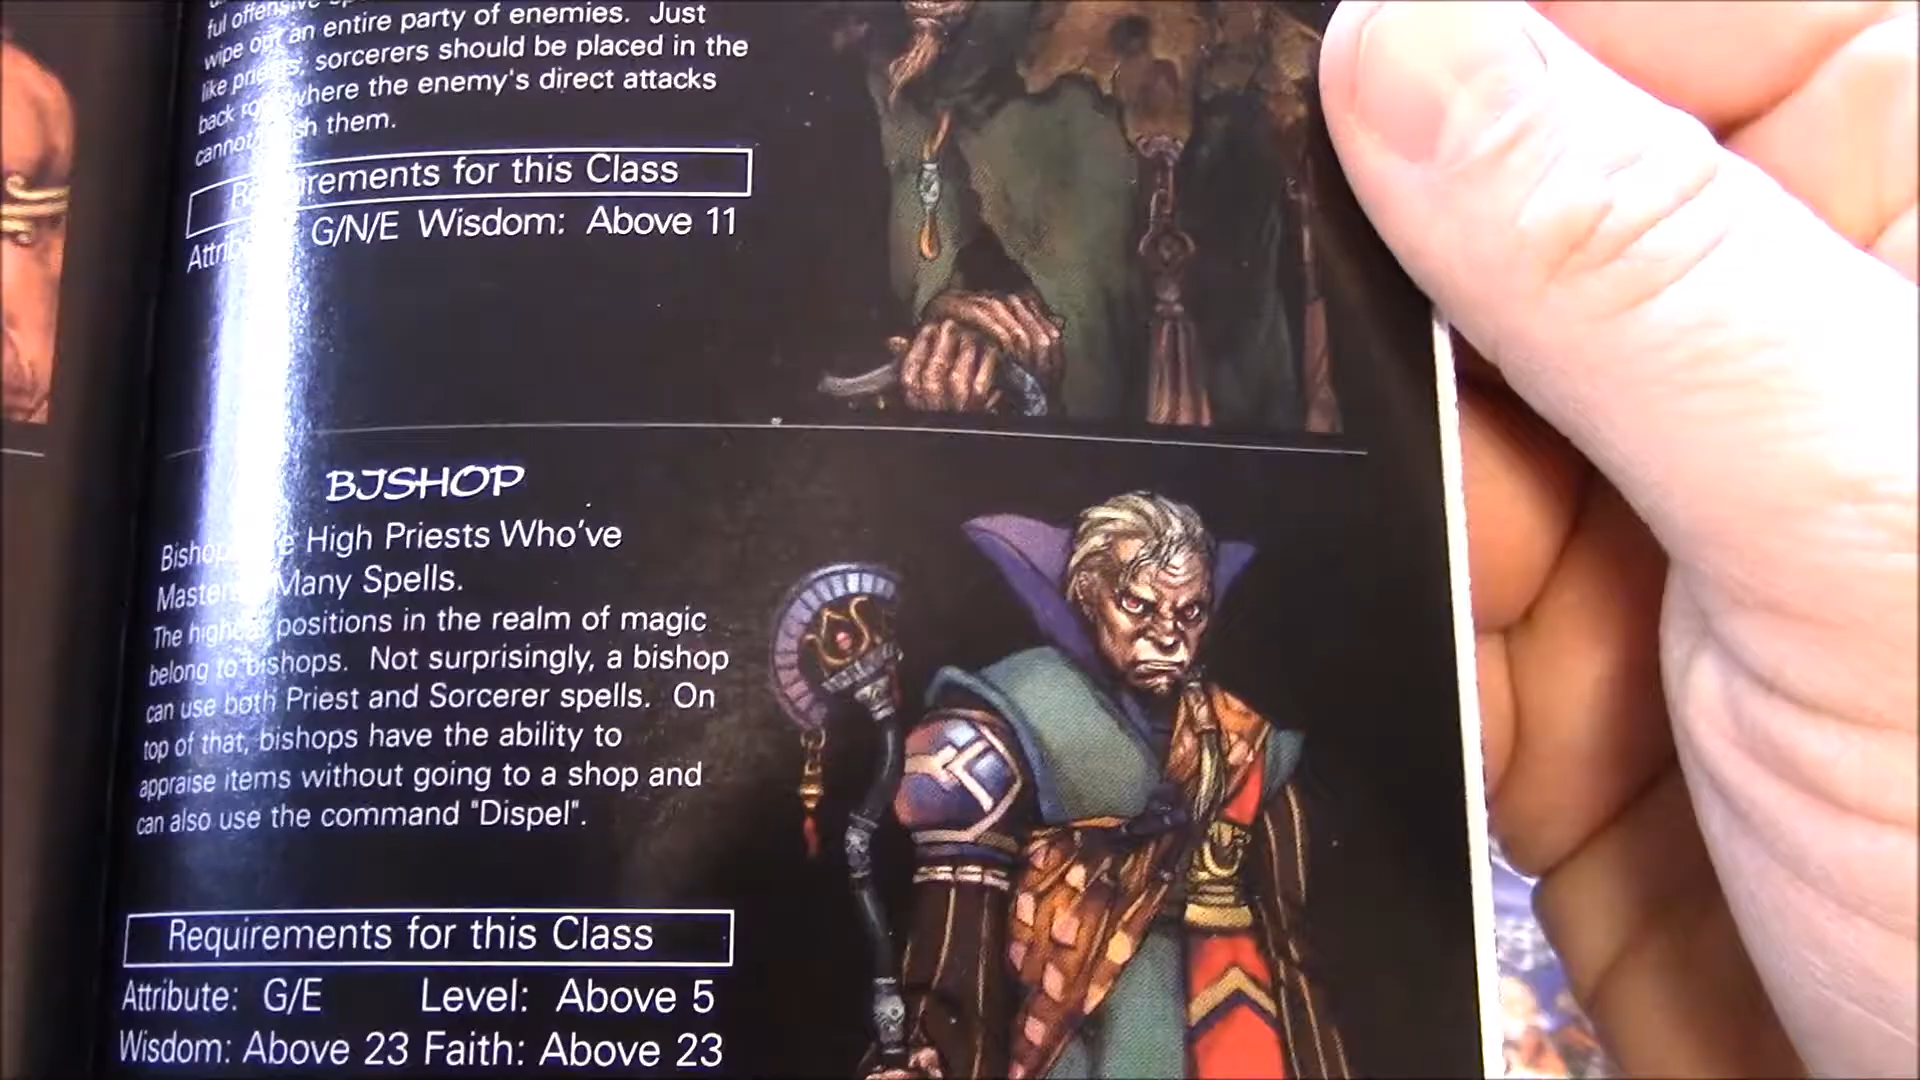 ful offensive
wipe out an entire party of enemies. Just
like priests, sorcerers should be placed in the
back row where the enemy's direct attacks
cannot them.
Requirements for this Class
G/N/E Wisdom: Above 11
BISHOP
High Priests Who've
Many Spells.
The highest positions in the realm of magic
belong to bishops. Not surprisingly, a bishop
can use both Priest and Sorcerer spells. On
top of that, bishops have the ability to
appraise items without going to a shop and
can also use the command "Dispel".
Requirements for this Class
Attribute: G/E Level: Above 5
Wisdom: Above 23 Faith: Above 23